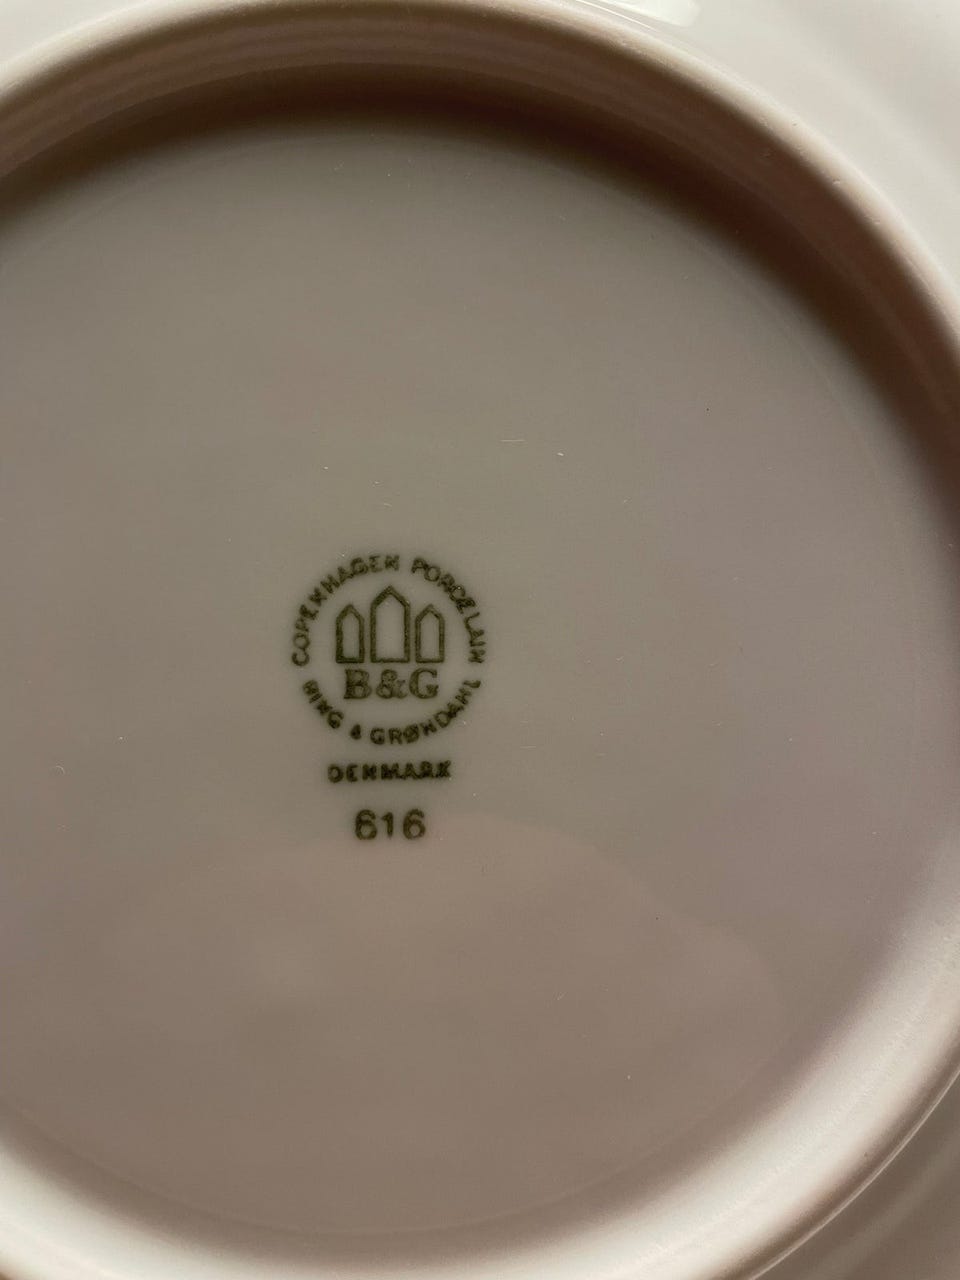 COPENHAGEN PORCELAIN
B&G
BING & GRØNDAHL
DENMARK
616